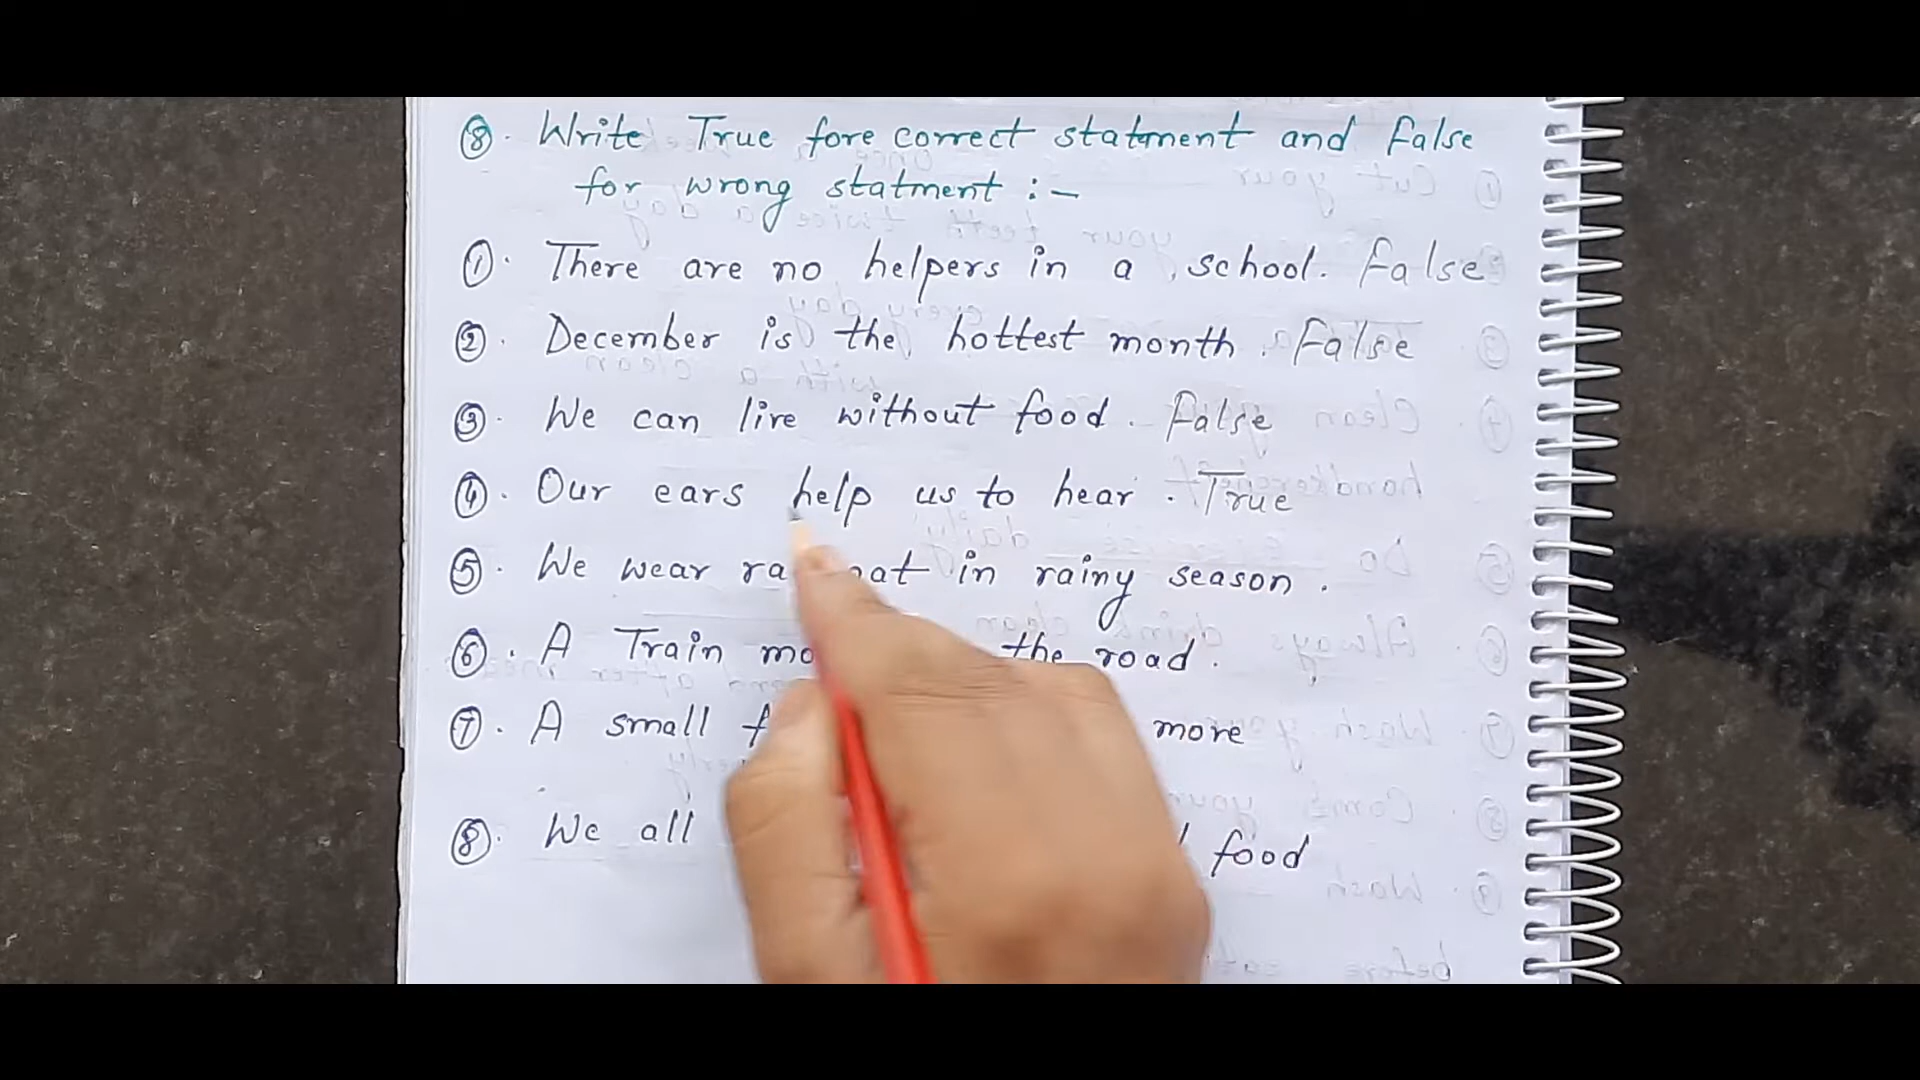 8. Write True fore correct statment and False
for wrong statment :-
1. There are no helpers in a school. False
2. December is the hottest month. False
3. We can live without food. False
4. Our ears help us to hear. True
5. We wear in rainy season.
6. A Train the road.
7. A small more
8. We all food